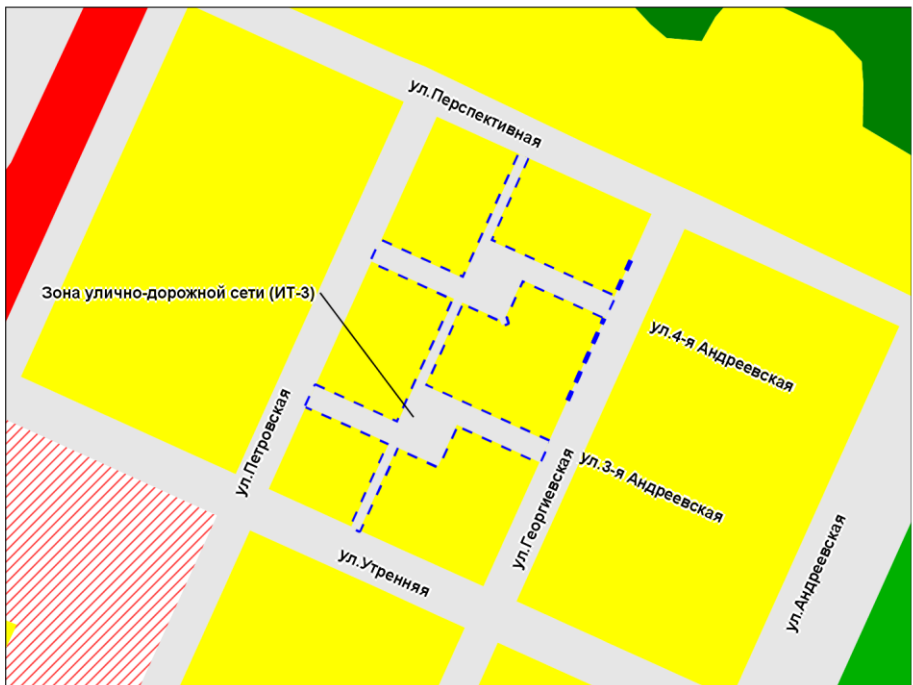 ул.Перспективная
Зона улично-дорожной сети (ИТ-3)
ул.4-я Андреевская
ул.Петровская
ул.3-я Андреевская
ул.Георгиевская
ул.Утренняя
ул.Андреевская